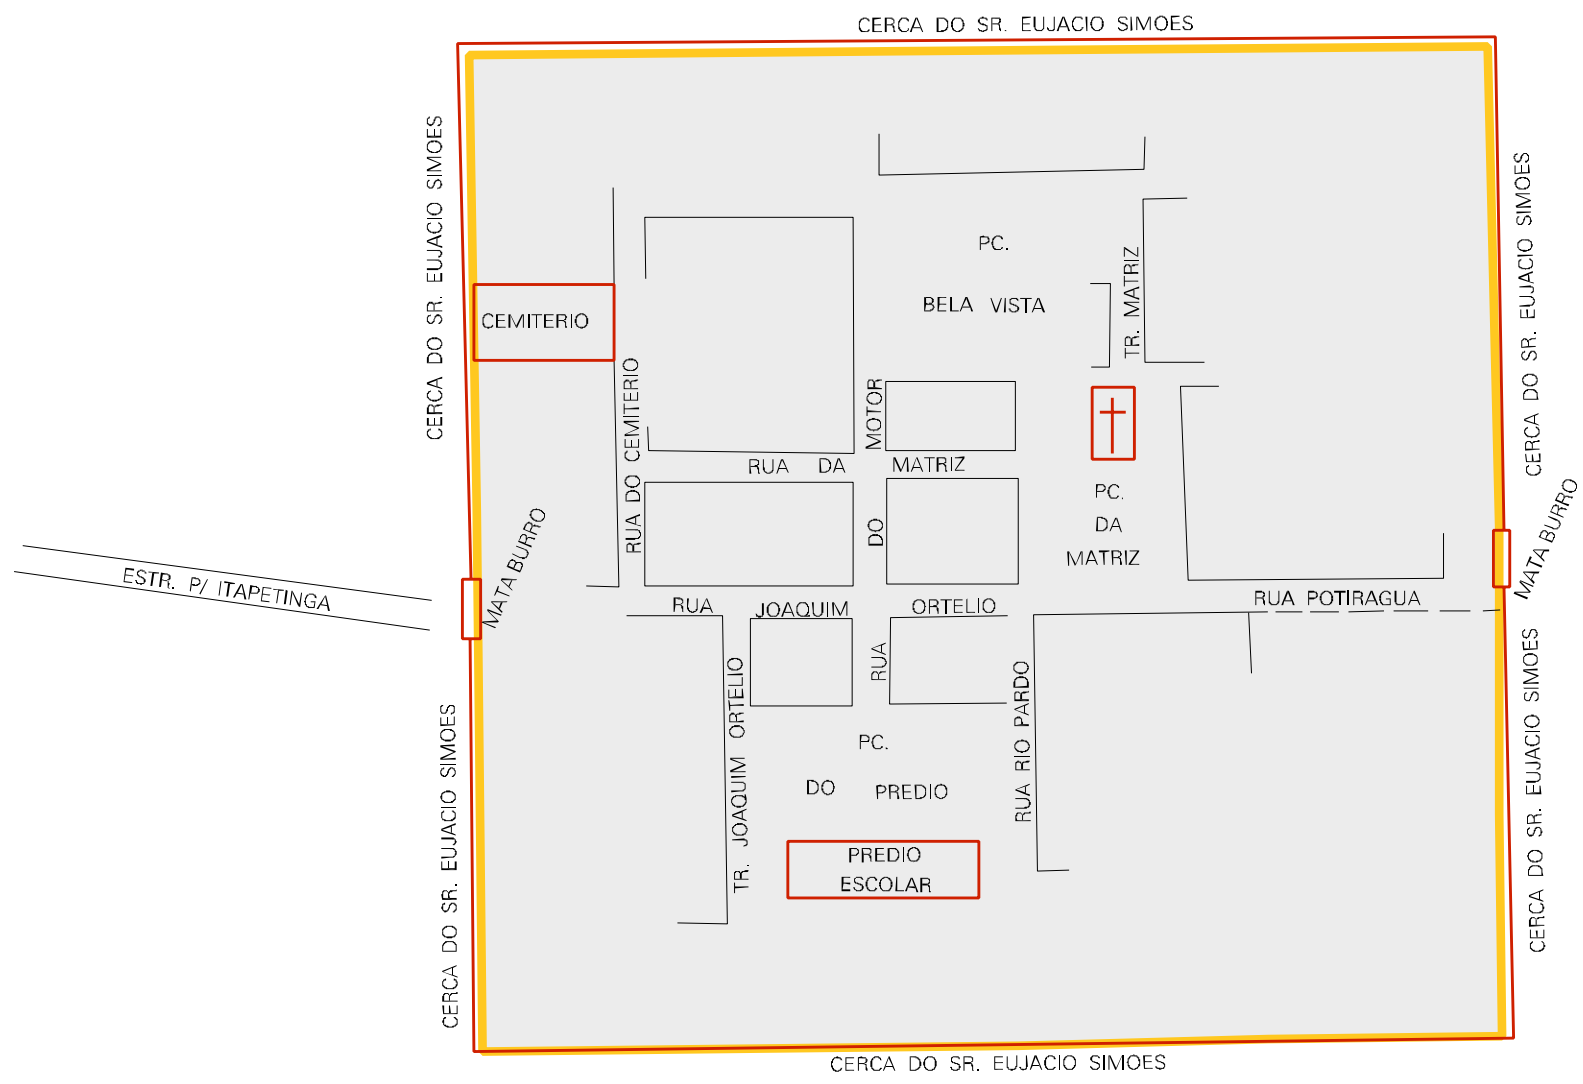 CERCA DO SR. EUJACIO SIMOES
CERCA DO SR. EUJACIO SIMOES
CERCA DO SR. EUJACIO SIMOES
PC.
BELA VISTA
TR. MATRIZ
CEMITERIO
RUA DO CEMITERIO
MOTOR
DO
RUA
RUA DA MATRIZ
PC.
DA
MATRIZ
MATA BURRO
MATA BURRO
ESTR. P/ ITAPETINGA
RUA JOAQUIM ORTELIO
RUA POTIRAGUA
TR. JOAQUIM ORTELIO
RUA RIO PARDO
PC.
DO PREDIO
PREDIO
ESCOLAR
CERCA DO SR. EUJACIO SIMOES
CERCA DO SR. EUJACIO SIMOES
CERCA DO SR. EUJACIO SIMOES